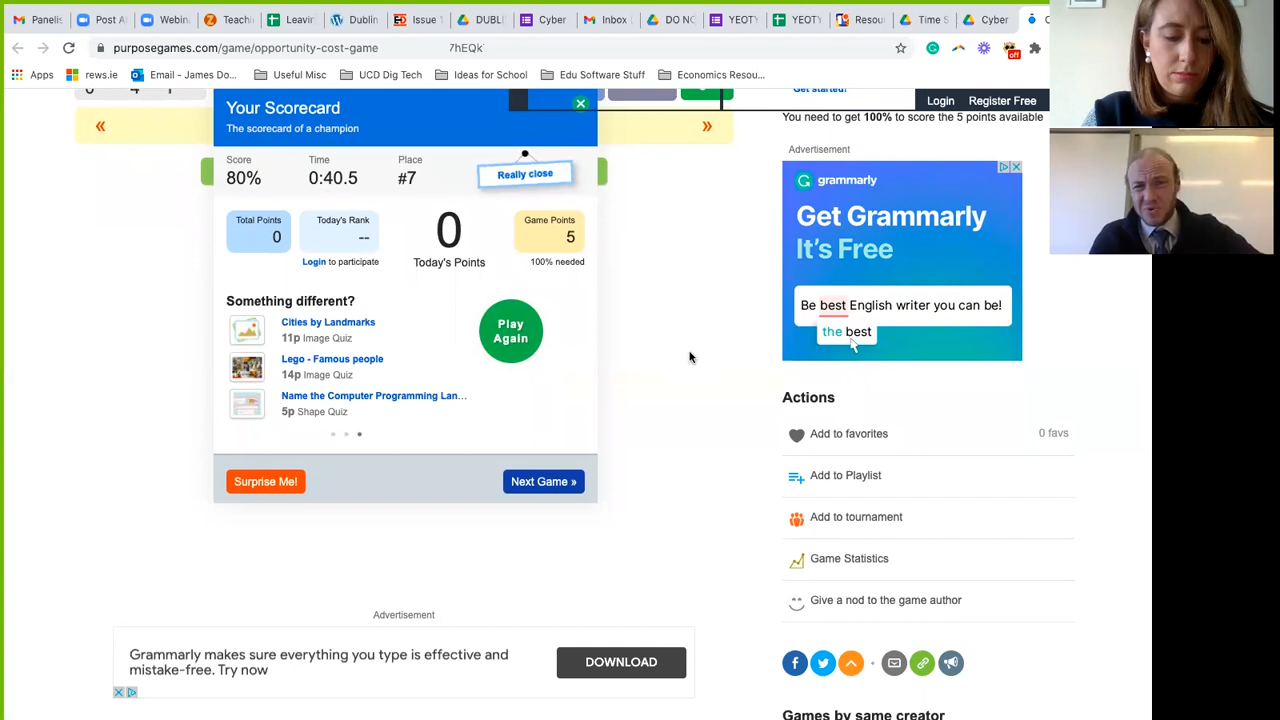 Panelis
Post A
Webin
Teach
Leavin
Dublin
Issue 1
DUBL
Cyber
Inbox
DO NO
YEOTY
YEOTY
Resou
Time S
Cyber
purposegames.com/game/opportunity-cost-game 7hEQk
off
Apps
rews.ie
Email - James Do...
Useful Misc
UCD Dig Tech
Ideas for School
Edu Software Stuff
Economics Resou...
Get started!
Login Register Free
You need to get 100% to score the 5 points available
Your Scorecard
The scorecard of a champion
Score
80%
Time
0:40.5
Place
#7
Really close
Total Points
0
Today's Rank
--
Login to participate
0
Today's Points
Game Points
5
100% needed
Something different?
Cities by Landmarks
11p Image Quiz
Lego - Famous people
14p Image Quiz
Name the Computer Programming Lan...
5p Shape Quiz
Play
Again
Surprise Me!
Next Game »
Advertisement
grammarly
Get Grammarly
It's Free
Be best English writer you can be!
the best
Actions
Add to favorites
0 favs
Add to Playlist
Add to tournament
Game Statistics
Give a nod to the game author
Advertisement
Grammarly makes sure everything you type is effective and
mistake-free. Try now
DOWNLOAD
Games by same creator